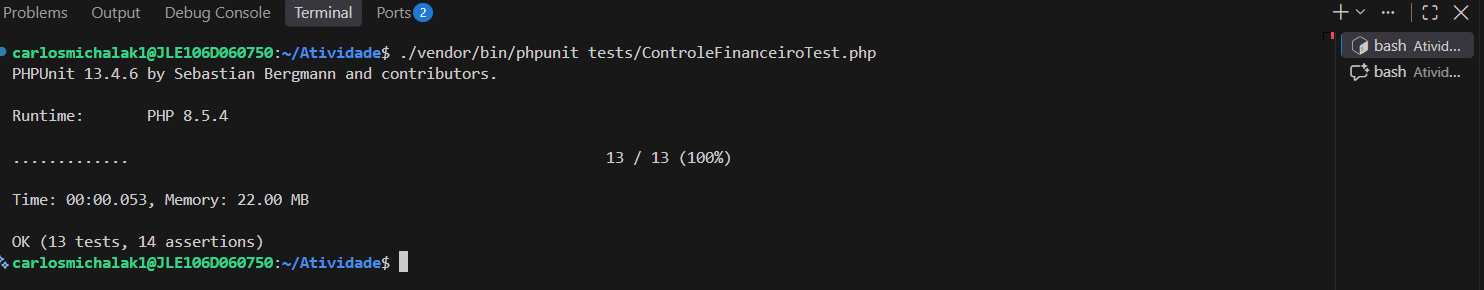 Problems Output Debug Console Terminal Ports 2
carlosmichalak1@JLE106D060750:~/Atividade$ ./vendor/bin/phpunit tests/ControleFinanceiroTest.php
PHPUnit 13.4.6 by Sebastian Bergmann and contributors.
Runtime: PHP 8.5.4
............. 13 / 13 (100%)
Time: 00:00.053, Memory: 22.00 MB
OK (13 tests, 14 assertions)
carlosmichalak1@JLE106D060750:~/Atividade$
bash Ativid...
bash Ativid...